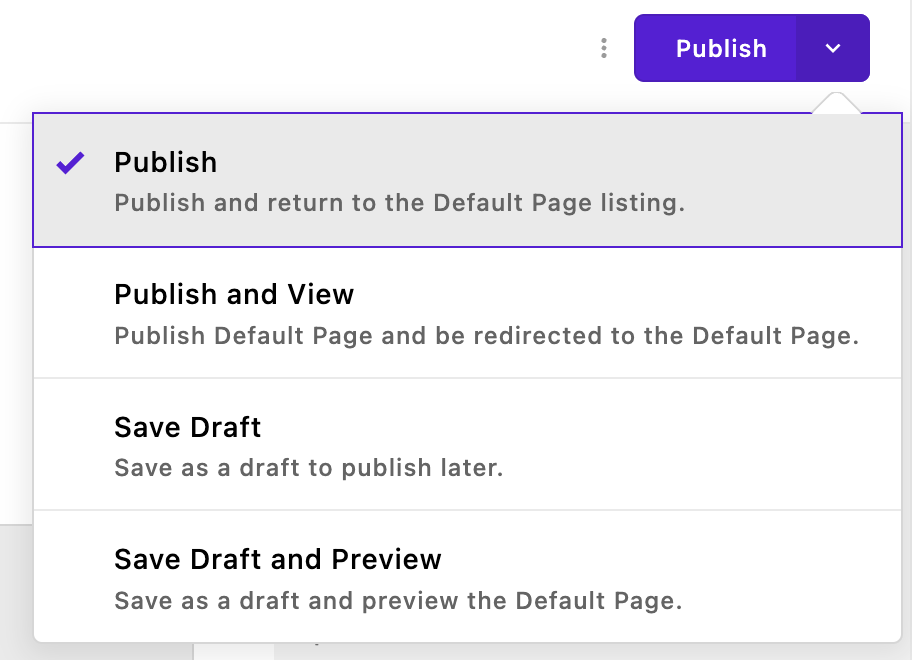 Publish
Publish
Publish and return to the Default Page listing.
Publish and View
Publish Default Page and be redirected to the Default Page.
Save Draft
Save as a draft to publish later.
Save Draft and Preview
Save as a draft and preview the Default Page.